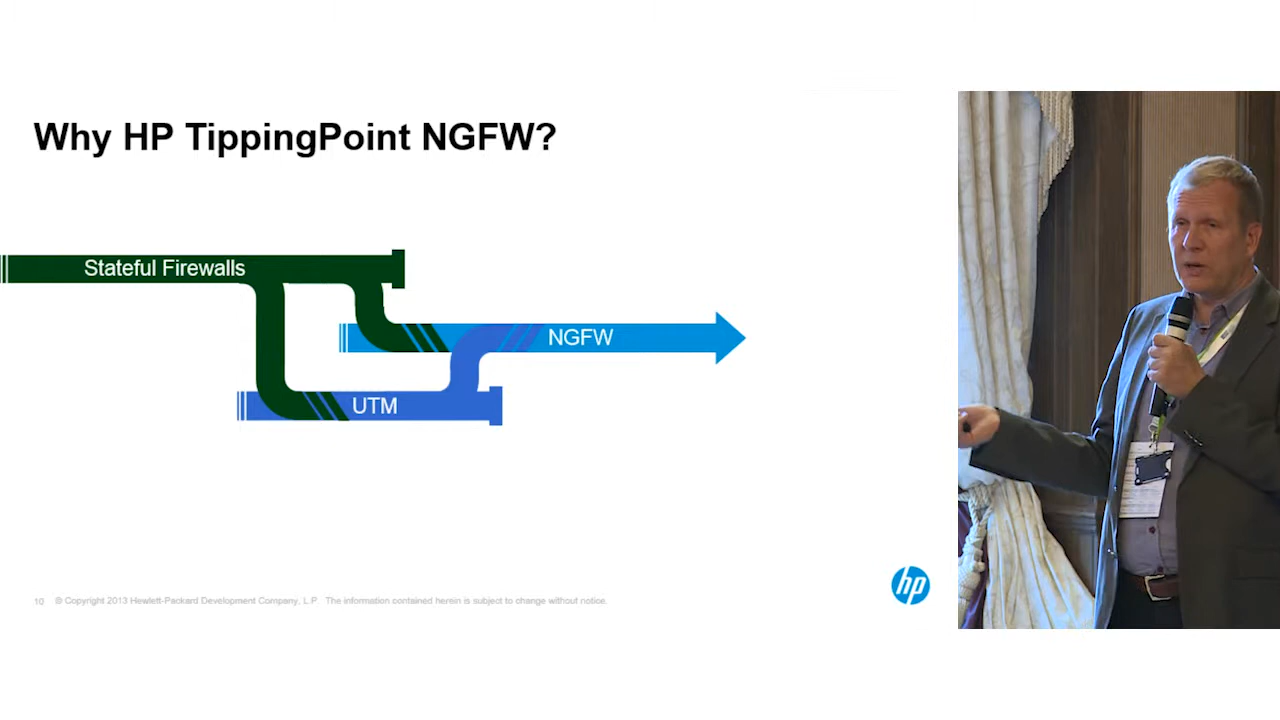 Why HP TippingPoint NGFW?
Stateful Firewalls
NGFW
UTM
hp
10 © Copyright 2013 Hewlett-Packard Development Company, L.P The information contained herein is subject to change without notice.